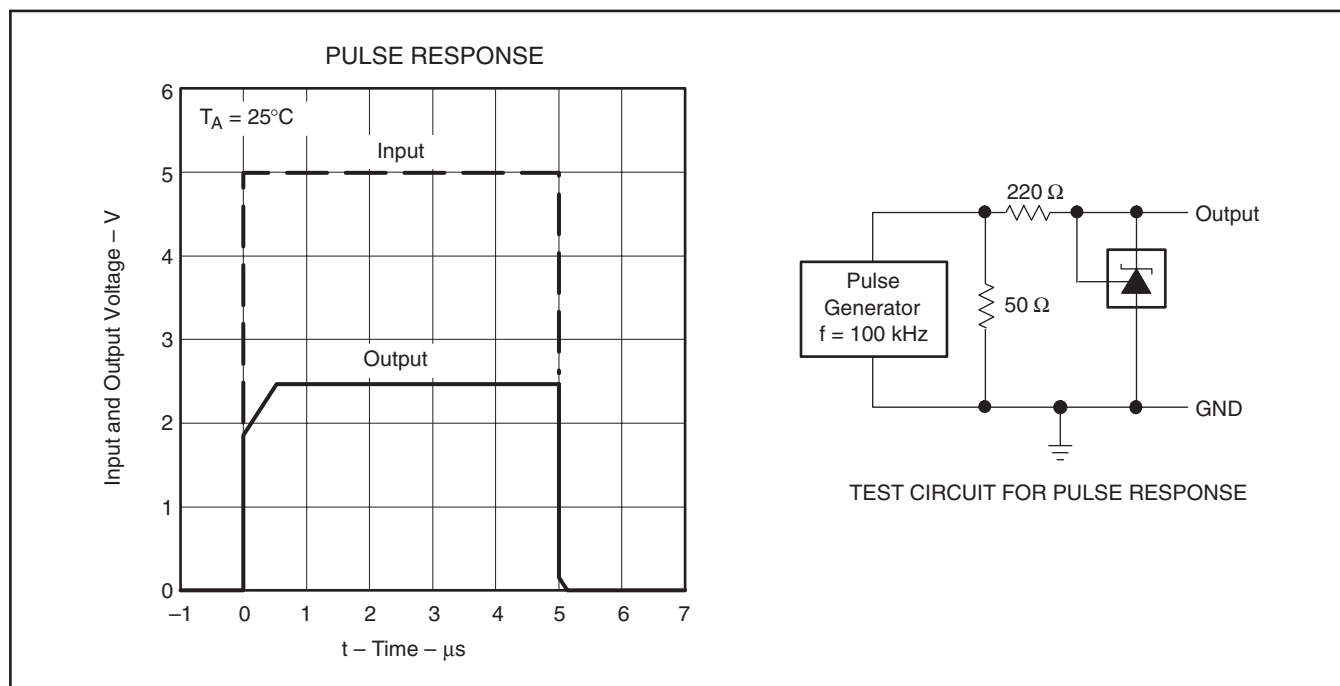 PULSE RESPONSE
6
T_A = 25°C
Input
5
4
3
Output
2
1
0
Input and Output Voltage – V
–1 0 1 2 3 4 5 6 7
t – Time – μs
220 Ω
Output
Pulse
Generator
f = 100 kHz
50 Ω
GND
TEST CIRCUIT FOR PULSE RESPONSE